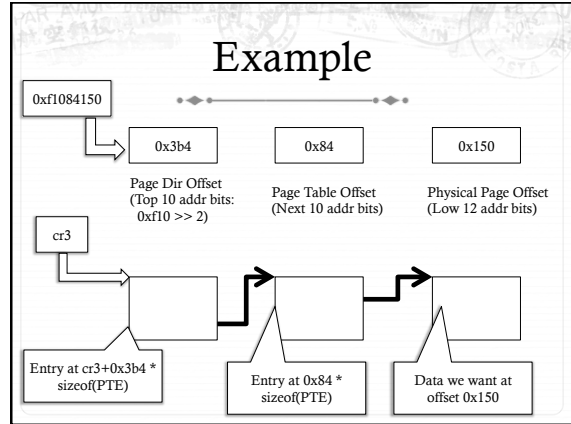 Example
0xf1084150
0x3b4
0x84
0x150
Page Dir Offset
(Top 10 addr bits:
0xf10 >> 2)
Page Table Offset
(Next 10 addr bits)
Physical Page Offset
(Low 12 addr bits)
cr3
Entry at cr3+0x3b4 *
sizeof(PTE)
Entry at 0x84 *
sizeof(PTE)
Data we want at
offset 0x150